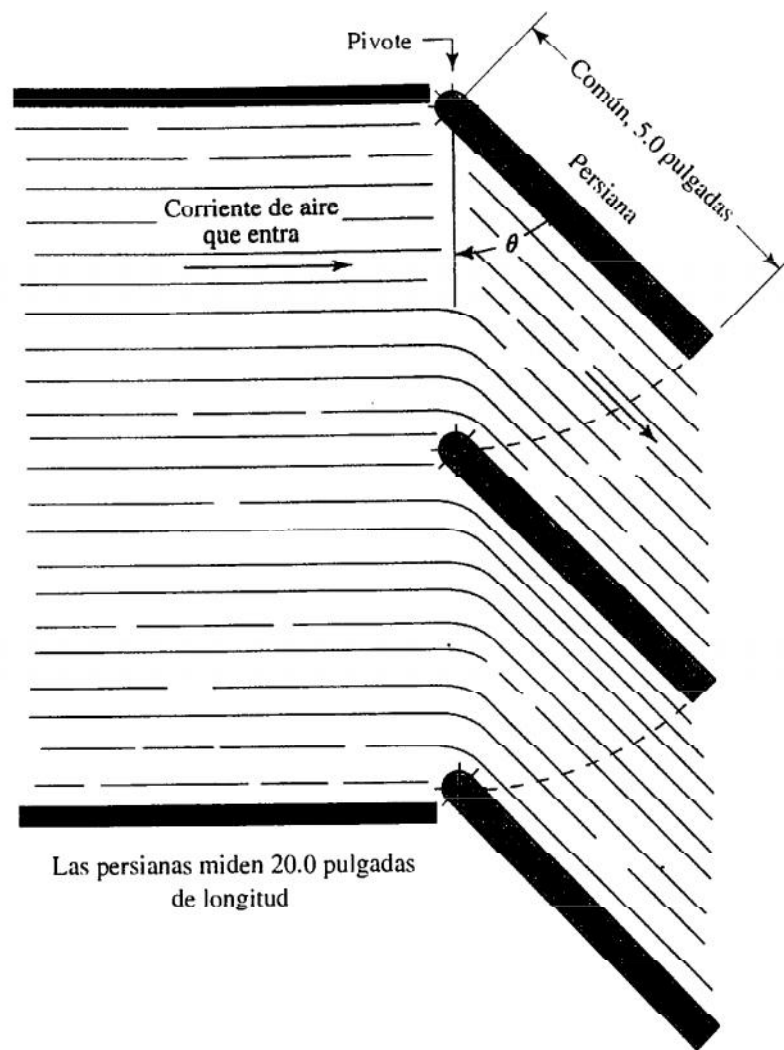 Pivote
Común, 5.0 pulgadas
Persiana
Corriente de aire
que entra
θ
Las persianas miden 20.0 pulgadas
de longitud